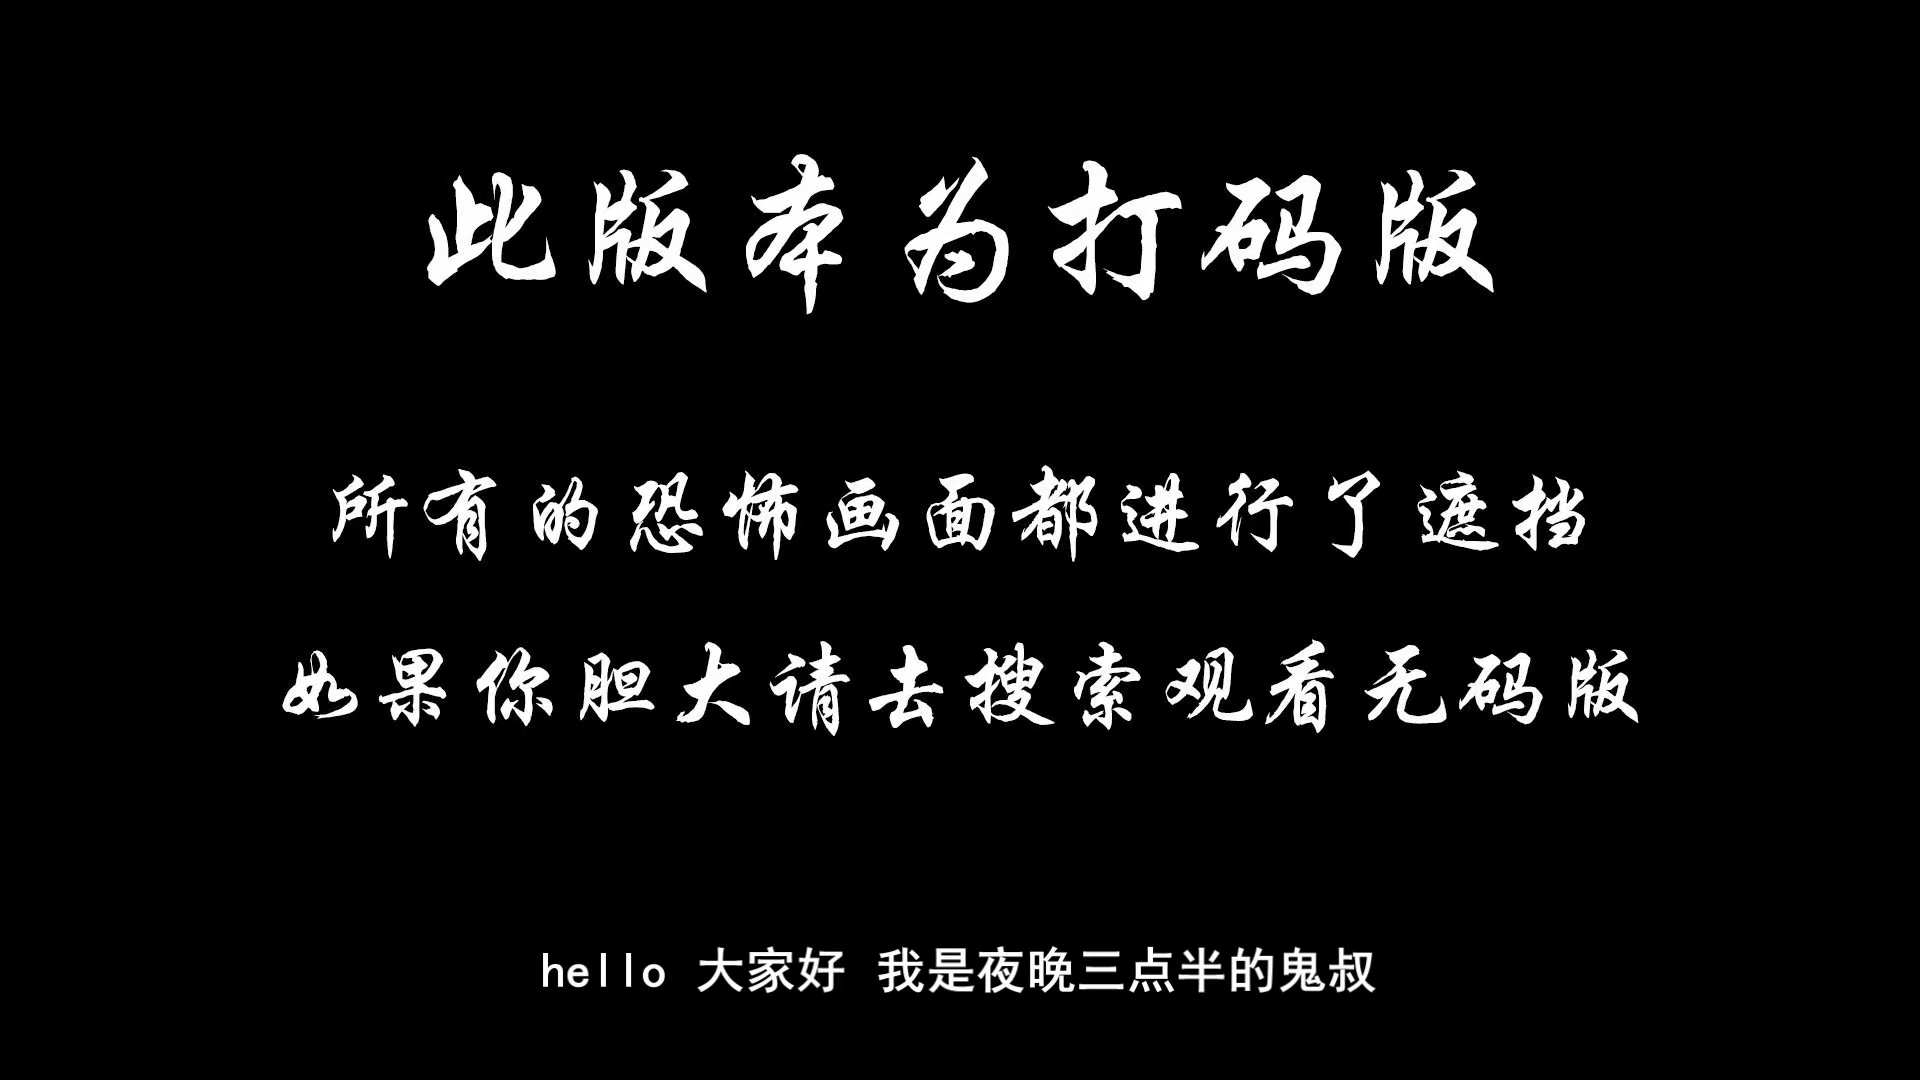 此版本为打码版
所有的恐怖画面都进行了遮挡
如果你胆大请去搜索观看无码版
hello 大家好 我是夜晚三点半的鬼叔